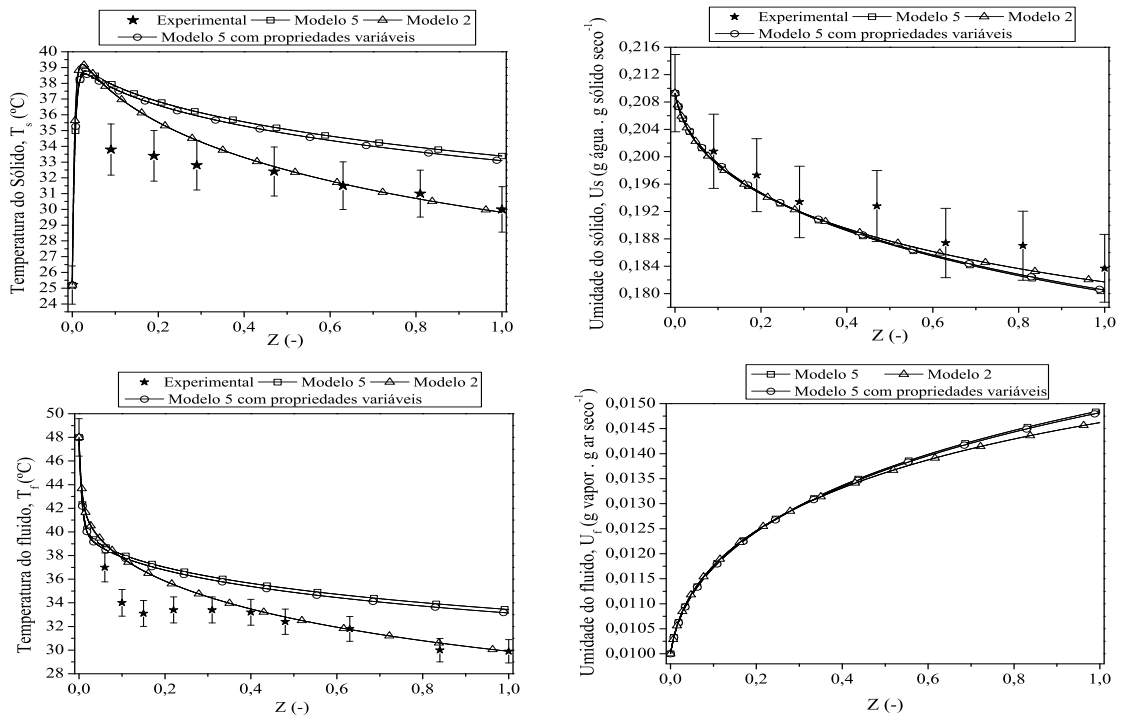 Experimental Modelo 5 Modelo 2
Modelo 5 com propriedades variáveis
Temperatura do Sólido, Ts (ºC)
40
39
38
37
36
35
34
33
32
31
30
29
28
27
26
25
24
0,0 0,2 0,4 0,6 0,8 1,0
Z (-)
Experimental Modelo 5 Modelo 2
Modelo 5 com propriedades variáveis
Umidade do sólido, Us (g água . g sólido seco-1)
0,216
0,212
0,208
0,204
0,200
0,196
0,192
0,188
0,184
0,180
0,0 0,2 0,4 0,6 0,8 1,0
Z (-)
Experimental Modelo 5 Modelo 2
Modelo 5 com propriedades variáveis
Temperatura do fluido, Tf (ºC)
50
48
46
44
42
40
38
36
34
32
30
28
0,0 0,2 0,4 0,6 0,8 1,0
Z (-)
Modelo 5 Modelo 2
Modelo 5 com propriedades variáveis
Umidade do fluido, Uf (g vapor . g ar seco-1)
0,0150
0,0145
0,0140
0,0135
0,0130
0,0125
0,0120
0,0115
0,0110
0,0105
0,0100
0,0 0,2 0,4 0,6 0,8 1,0
Z (-)